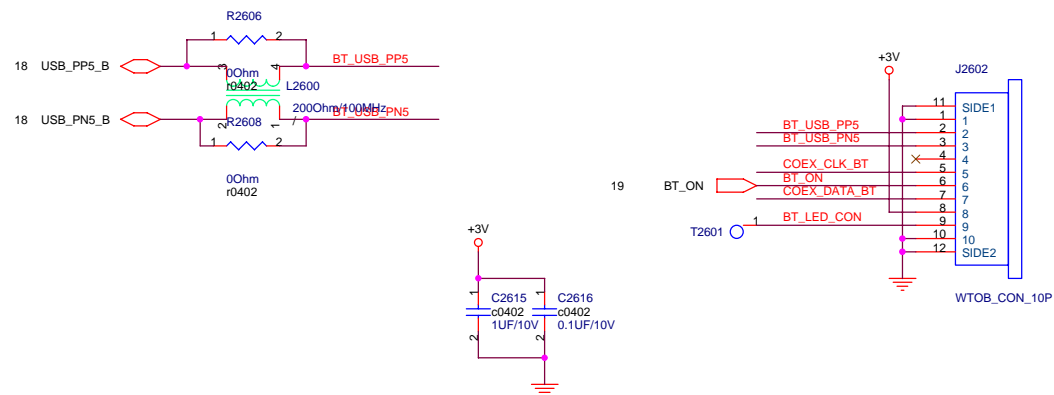 R2606
1 2
18 USB_PP5_B
3 4
BT_USB_PP5
0Ohm
r0402
L2600
200Ohm/100MHz
18 USB_PN5_B
2 1
BT_USB_PN5
R2608
1 2
0Ohm
r0402
+3V
J2602
11 SIDE1
1 1
BT_USB_PP5 2 2
BT_USB_PN5 3 3
4 4
COEX_CLK_BT 5 5
19 BT_ON BT_ON 6 6
COEX_DATA_BT 7 7
8 8
T2601 1 BT_LED_CON 9 9
10 10
12 SIDE2
WTOB_CON_10P
+3V
1 1
C2615 C2616
c0402 c0402
1UF/10V 0.1UF/10V
2 2